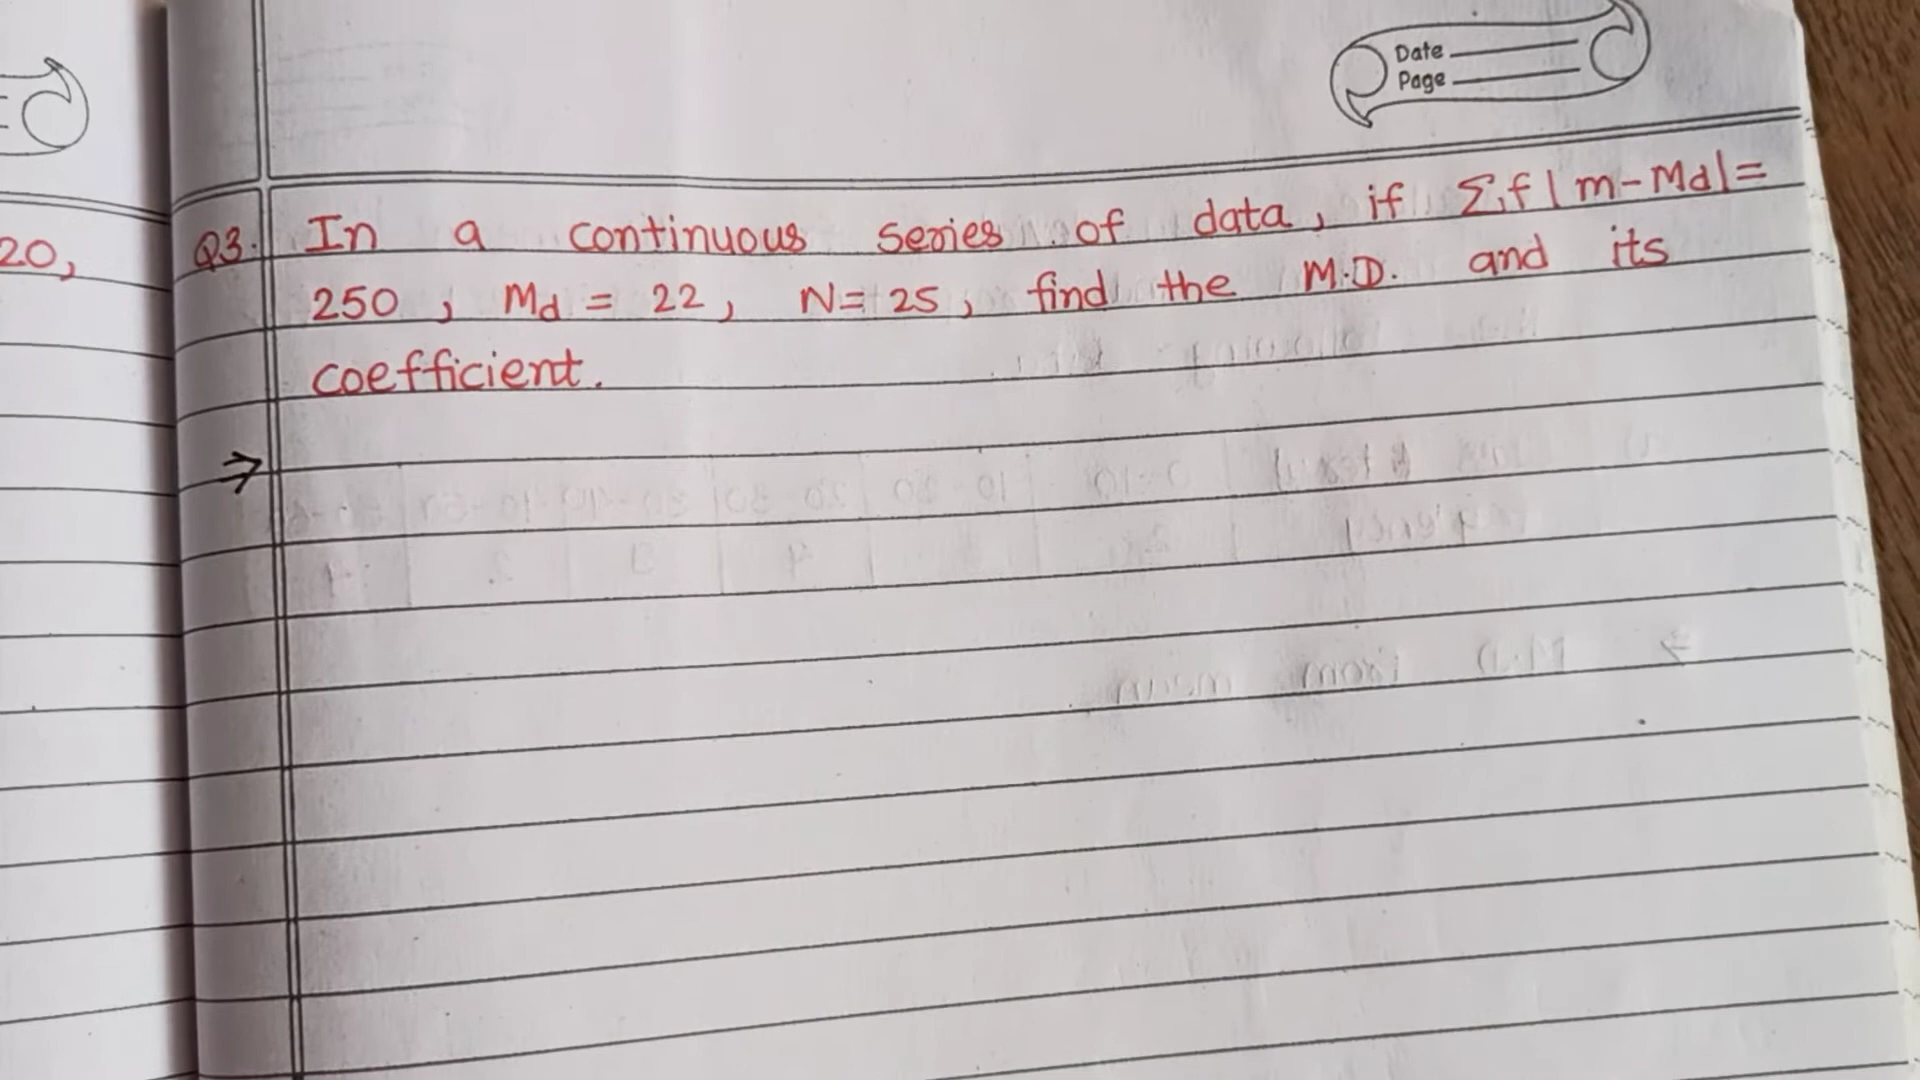 Date
Page
20,
Q3. In a continuous series of data, if Σf|m-Md|=
250, Md = 22, N= 25, find the M.D. and its
coefficient.
→